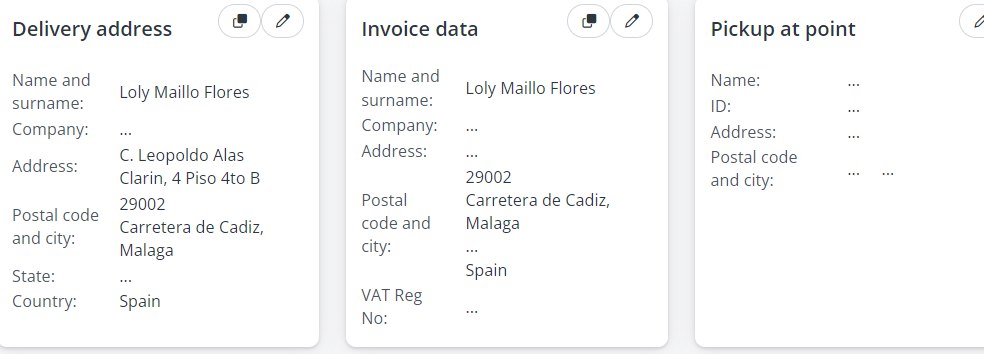 Delivery address
Name and
surname:
Loly Maillo Flores
Company:
...
Address:
C. Leopoldo Alas
Clarin, 4 Piso 4to B
Postal code
and city:
29002
Carretera de Cadiz,
Malaga
State:
...
Country:
Spain
Invoice data
Name and
surname:
Loly Maillo Flores
Company:
...
Address:
...
Postal
code and
city:
29002
Carretera de Cadiz,
Malaga
...
Spain
VAT Reg
No:
...
Pickup at point
Name:
...
ID:
...
Address:
...
Postal code
and city:
... ...